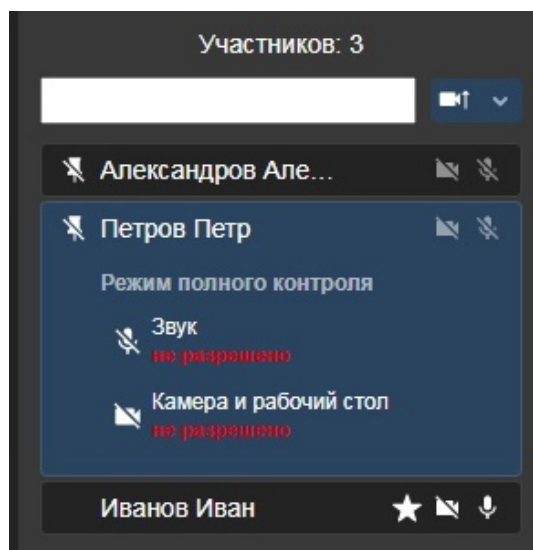 Участников: 3
Александров Але...
Петров Петр
Режим полного контроля
Звук
не разрешено
Камера и рабочий стол
не разрешено
Иванов Иван